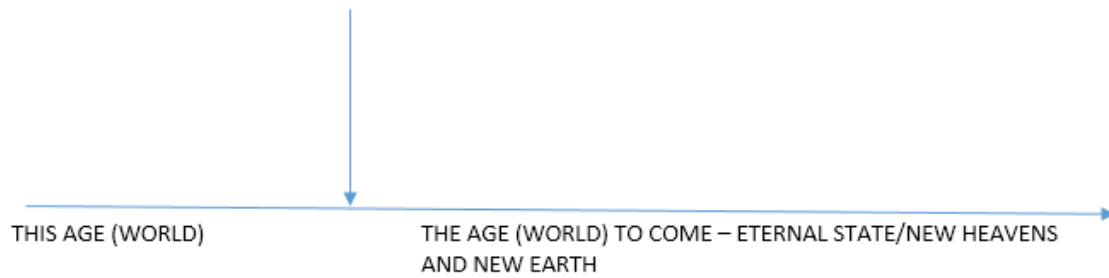 THIS AGE (WORLD)
THE AGE (WORLD) TO COME – ETERNAL STATE/NEW HEAVENS
AND NEW EARTH